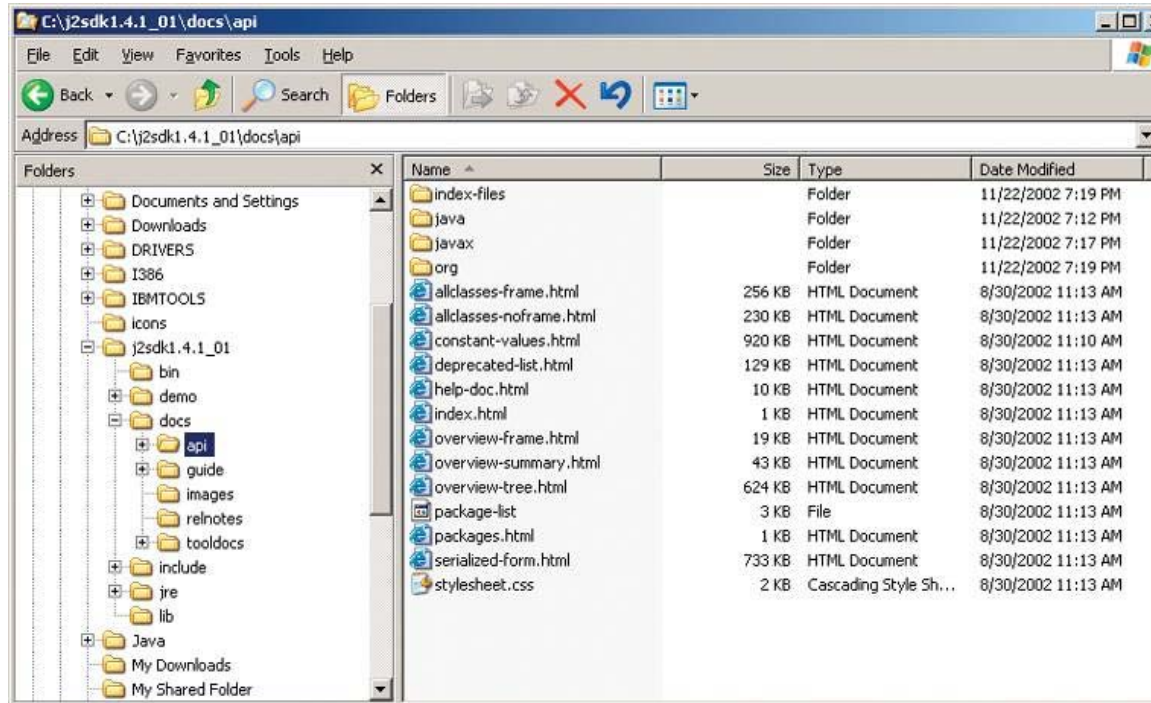 C:\j2sdk1.4.1_01\docs\api
File Edit View Favorites Tools Help
Back Search Folders
Address C:\j2sdk1.4.1_01\docs\api
Folders
Documents and Settings
Downloads
DRIVERS
I386
IBMTOOLS
icons
j2sdk1.4.1_01
bin
demo
docs
api
guide
images
relnotes
tooldocs
include
jre
lib
Java
My Downloads
My Shared Folder
Name Size Type Date Modified
index-files Folder 11/22/2002 7:19 PM
java Folder 11/22/2002 7:12 PM
javax Folder 11/22/2002 7:17 PM
org Folder 11/22/2002 7:19 PM
allclasses-frame.html 256 KB HTML Document 8/30/2002 11:13 AM
allclasses-noframe.html 230 KB HTML Document 8/30/2002 11:13 AM
constant-values.html 920 KB HTML Document 8/30/2002 11:10 AM
deprecated-list.html 129 KB HTML Document 8/30/2002 11:13 AM
help-doc.html 10 KB HTML Document 8/30/2002 11:13 AM
index.html 1 KB HTML Document 8/30/2002 11:13 AM
overview-frame.html 19 KB HTML Document 8/30/2002 11:13 AM
overview-summary.html 43 KB HTML Document 8/30/2002 11:13 AM
overview-tree.html 624 KB HTML Document 8/30/2002 11:13 AM
package-list 3 KB File 8/30/2002 11:13 AM
packages.html 1 KB HTML Document 8/30/2002 11:13 AM
serialized-form.html 733 KB HTML Document 8/30/2002 11:13 AM
stylesheet.css 2 KB Cascading Style Sh... 8/30/2002 11:13 AM